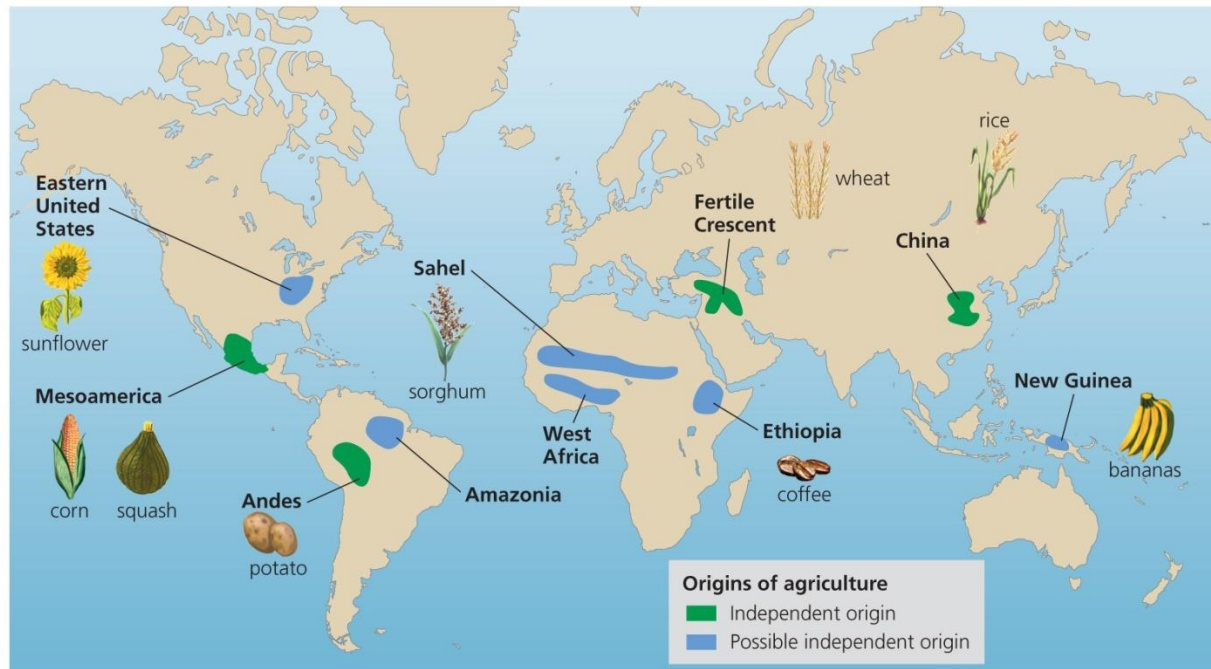 Eastern
United
States
sunflower
Mesoamerica
corn
squash
Andes
potato
Amazonia
Sahel
sorghum
West
Africa
Fertile
Crescent
wheat
rice
China
Ethiopia
coffee
New Guinea
bananas
Origins of agriculture
Independent origin
Possible independent origin